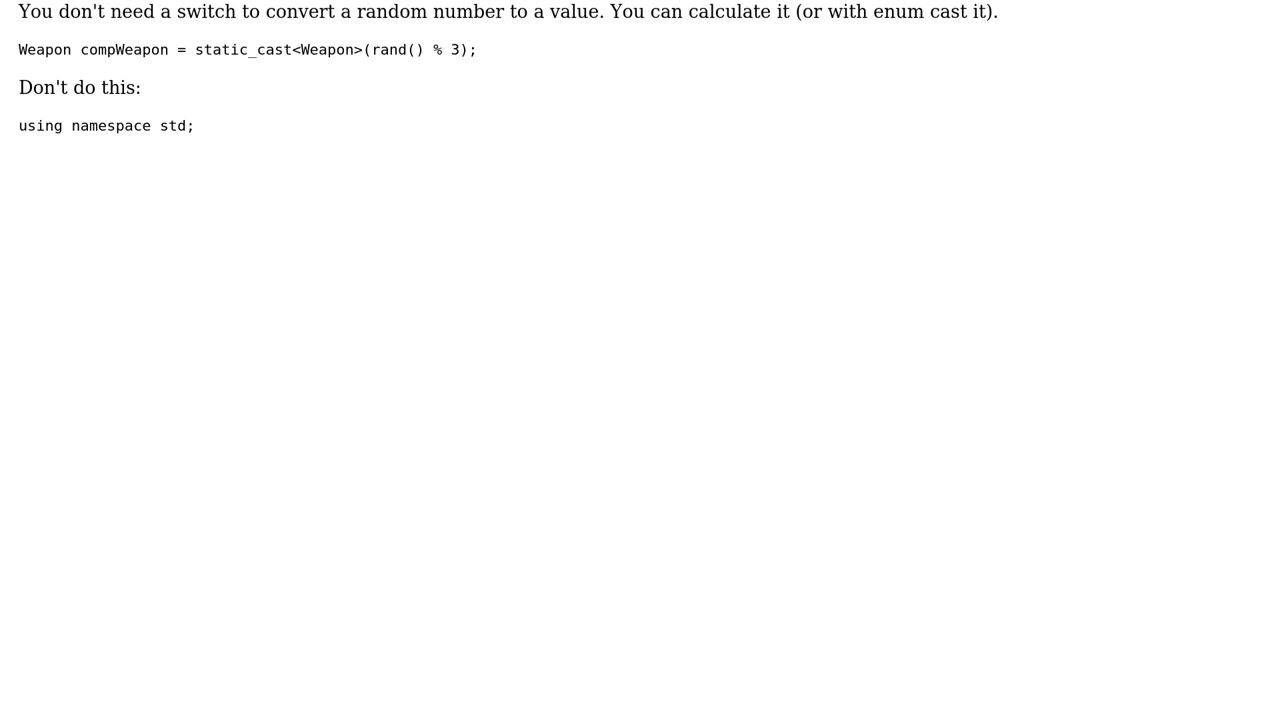 You don't need a switch to convert a random number to a value. You can calculate it (or with enum cast it).
Weapon compWeapon = static_cast<Weapon>(rand() % 3);
Don't do this:
using namespace std;